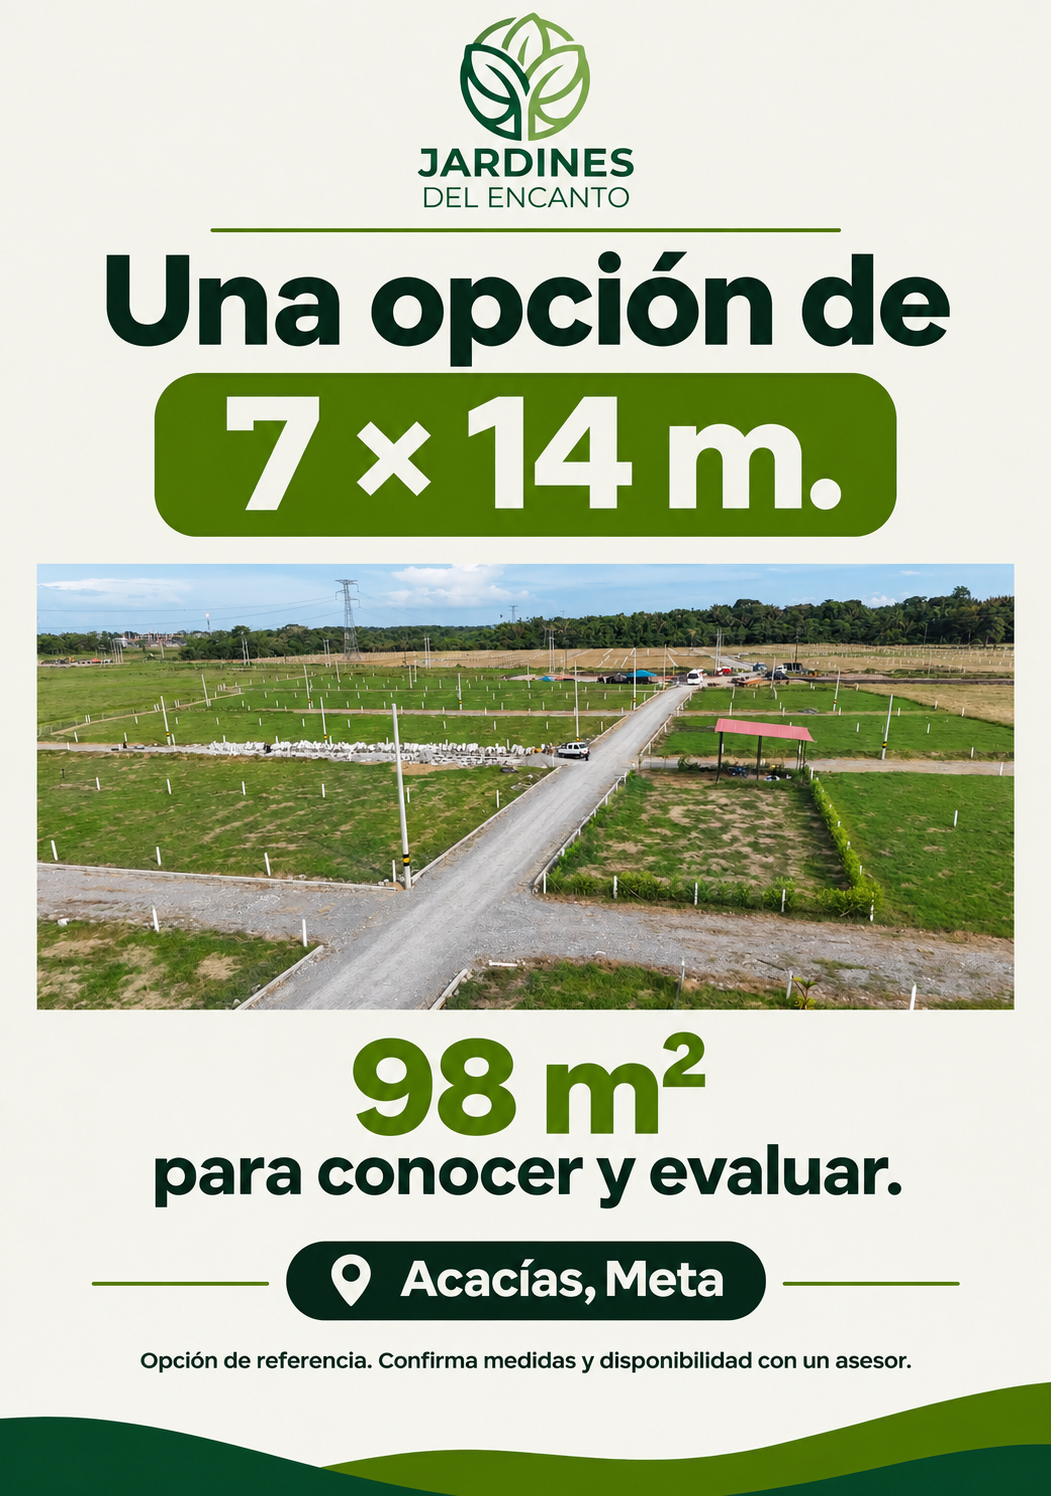 JARDINES
DEL ENCANTO
Una opción de
7 × 14 m.
98 m²
para conocer y evaluar.
Acacías, Meta
Opción de referencia. Confirma medidas y disponibilidad con un asesor.